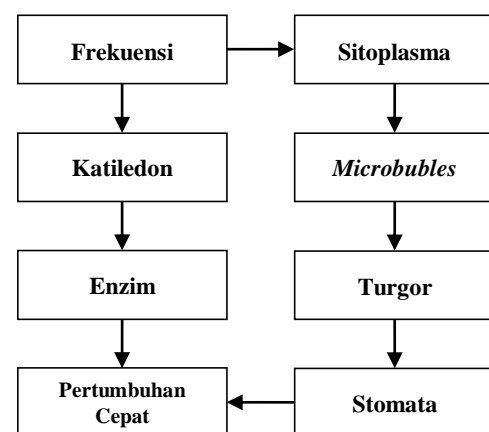 Frekuensi
Sitoplasma
Katiledon
Microbubles
Enzim
Turgor
Pertumbuhan
Cepat
Stomata